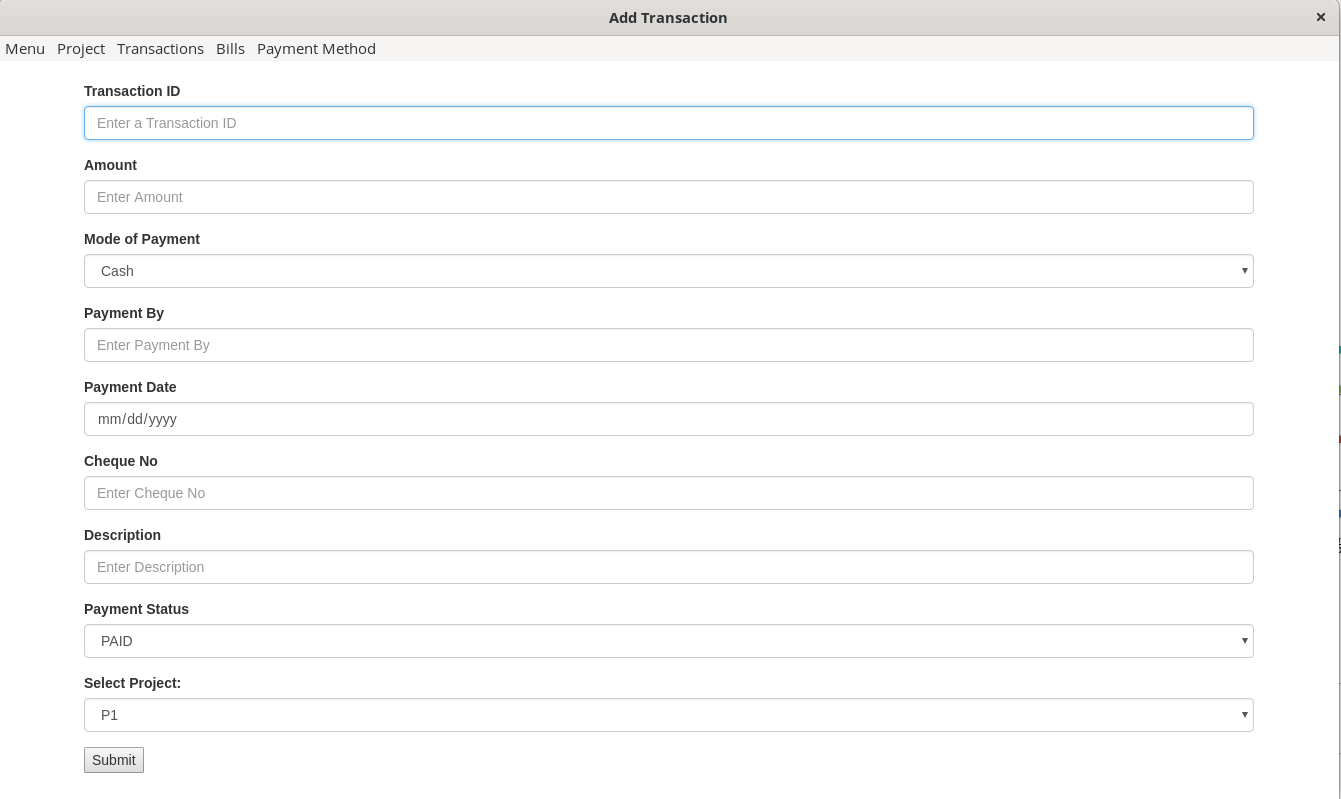 Add Transaction ×
Menu Project Transactions Bills Payment Method
Transaction ID
Enter a Transaction ID
Amount
Enter Amount
Mode of Payment
Cash
Payment By
Enter Payment By
Payment Date
mm/dd/yyyy
Cheque No
Enter Cheque No
Description
Enter Description
Payment Status
PAID
Select Project:
P1
Submit